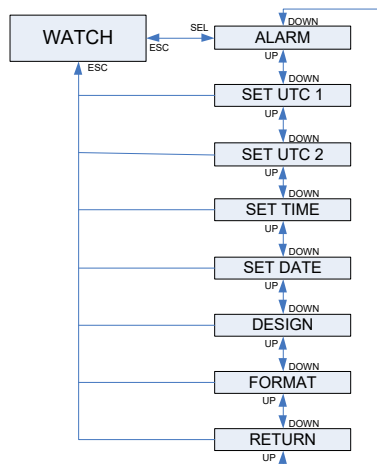 DOWN
WATCH
SEL
ESC
ALARM
ESC
UP
DOWN
SET UTC 1
UP
DOWN
SET UTC 2
UP
DOWN
SET TIME
UP
DOWN
SET DATE
UP
DOWN
DESIGN
UP
DOWN
FORMAT
UP
DOWN
RETURN
UP